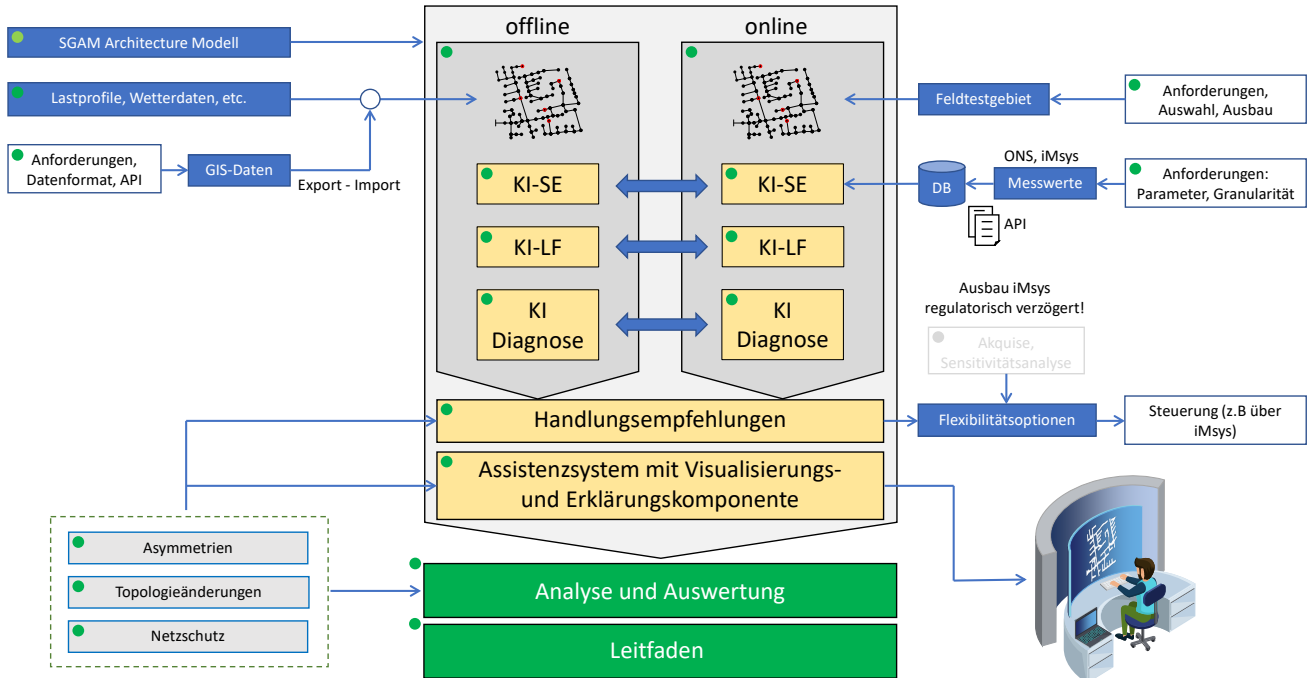 offline
online
SGAM Architecture Modell
Lastprofile, Wetterdaten, etc.
Anforderungen,
Datenformat, API
GIS-Daten
Export - Import
KI-SE
KI-LF
KI
Diagnose
KI-SE
KI-LF
KI
Diagnose
Feldtestgebiet
Anforderungen,
Auswahl, Ausbau
ONS, iMsys
DB
Messwerte
Anforderungen:
Parameter, Granularität
API
Ausbau iMsys
regulatorisch verzögert!
Akquise,
Sensitivitätsanalyse
Handlungsempfehlungen
Flexibilitätsoptionen
Steuerung (z.B über
iMsys)
Assistenzsystem mit Visualisierungs-
und Erklärungskomponente
Asymmetrien
Topologieänderungen
Netzschutz
Analyse und Auswertung
Leitfaden